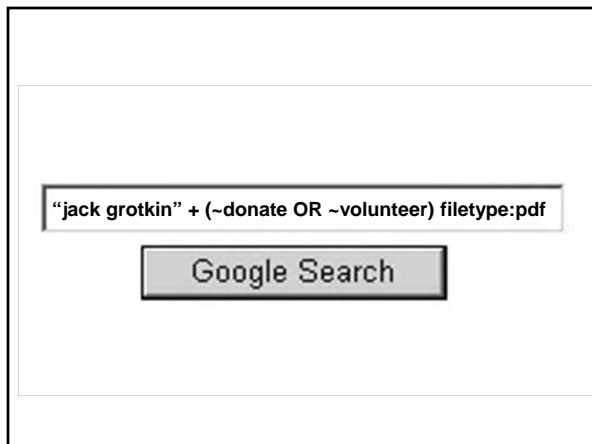 “jack grotkin” + (~donate OR ~volunteer) filetype:pdf
Google Search